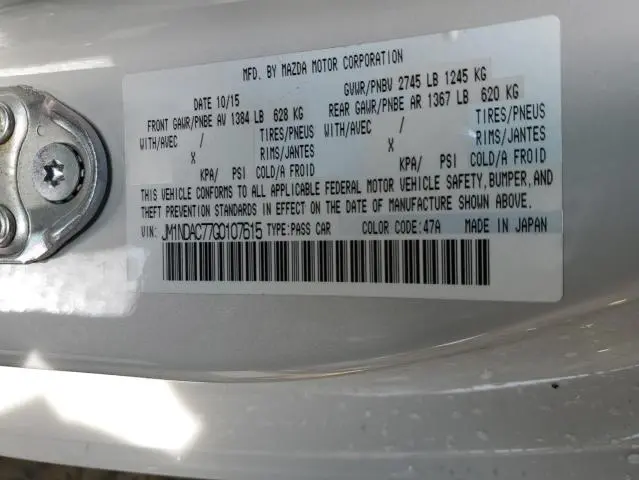 MFD. BY MAZDA MOTOR CORPORATION
DATE 10/15 GVWR/PNBV 2745 LB 1245 KG
FRONT GAWR/PNBE AV 1384 LB 628 KG REAR GAWR/PNBE AR 1367 LB 620 KG
WITH/AVEC / TIRES/PNEUS WITH/AVEC / TIRES/PNEUS
X RIMS/JANTES X RIMS/JANTES
KPA/ PSI COLD/A FROID KPA/ PSI COLD/A FROID
THIS VEHICLE CONFORMS TO ALL APPLICABLE FEDERAL MOTOR VEHICLE SAFETY, BUMPER, AND
THEFT PREVENTION STANDARDS IN EFFECT ON THE DATE OF MANUFACTURE SHOWN ABOVE.
VIN: JM1NDAC77G0107615 TYPE:PASS CAR COLOR CODE:47A MADE IN JAPAN